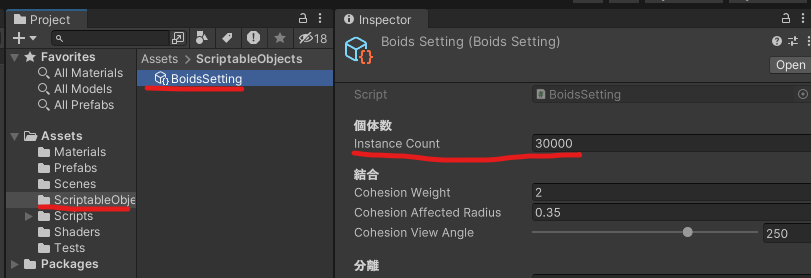 Project
Inspector
18
Favorites
All Materials
All Models
All Prefabs
Assets
Materials
Prefabs
Scenes
ScriptableObje
Scripts
Shaders
Tests
Packages
Assets > ScriptableObjects
BoidsSetting
Boids Setting (Boids Setting)
Open
Script
BoidsSetting
個体数
Instance Count 30000
結合
Cohesion Weight 2
Cohesion Affected Radius 0.35
Cohesion View Angle 250
分離